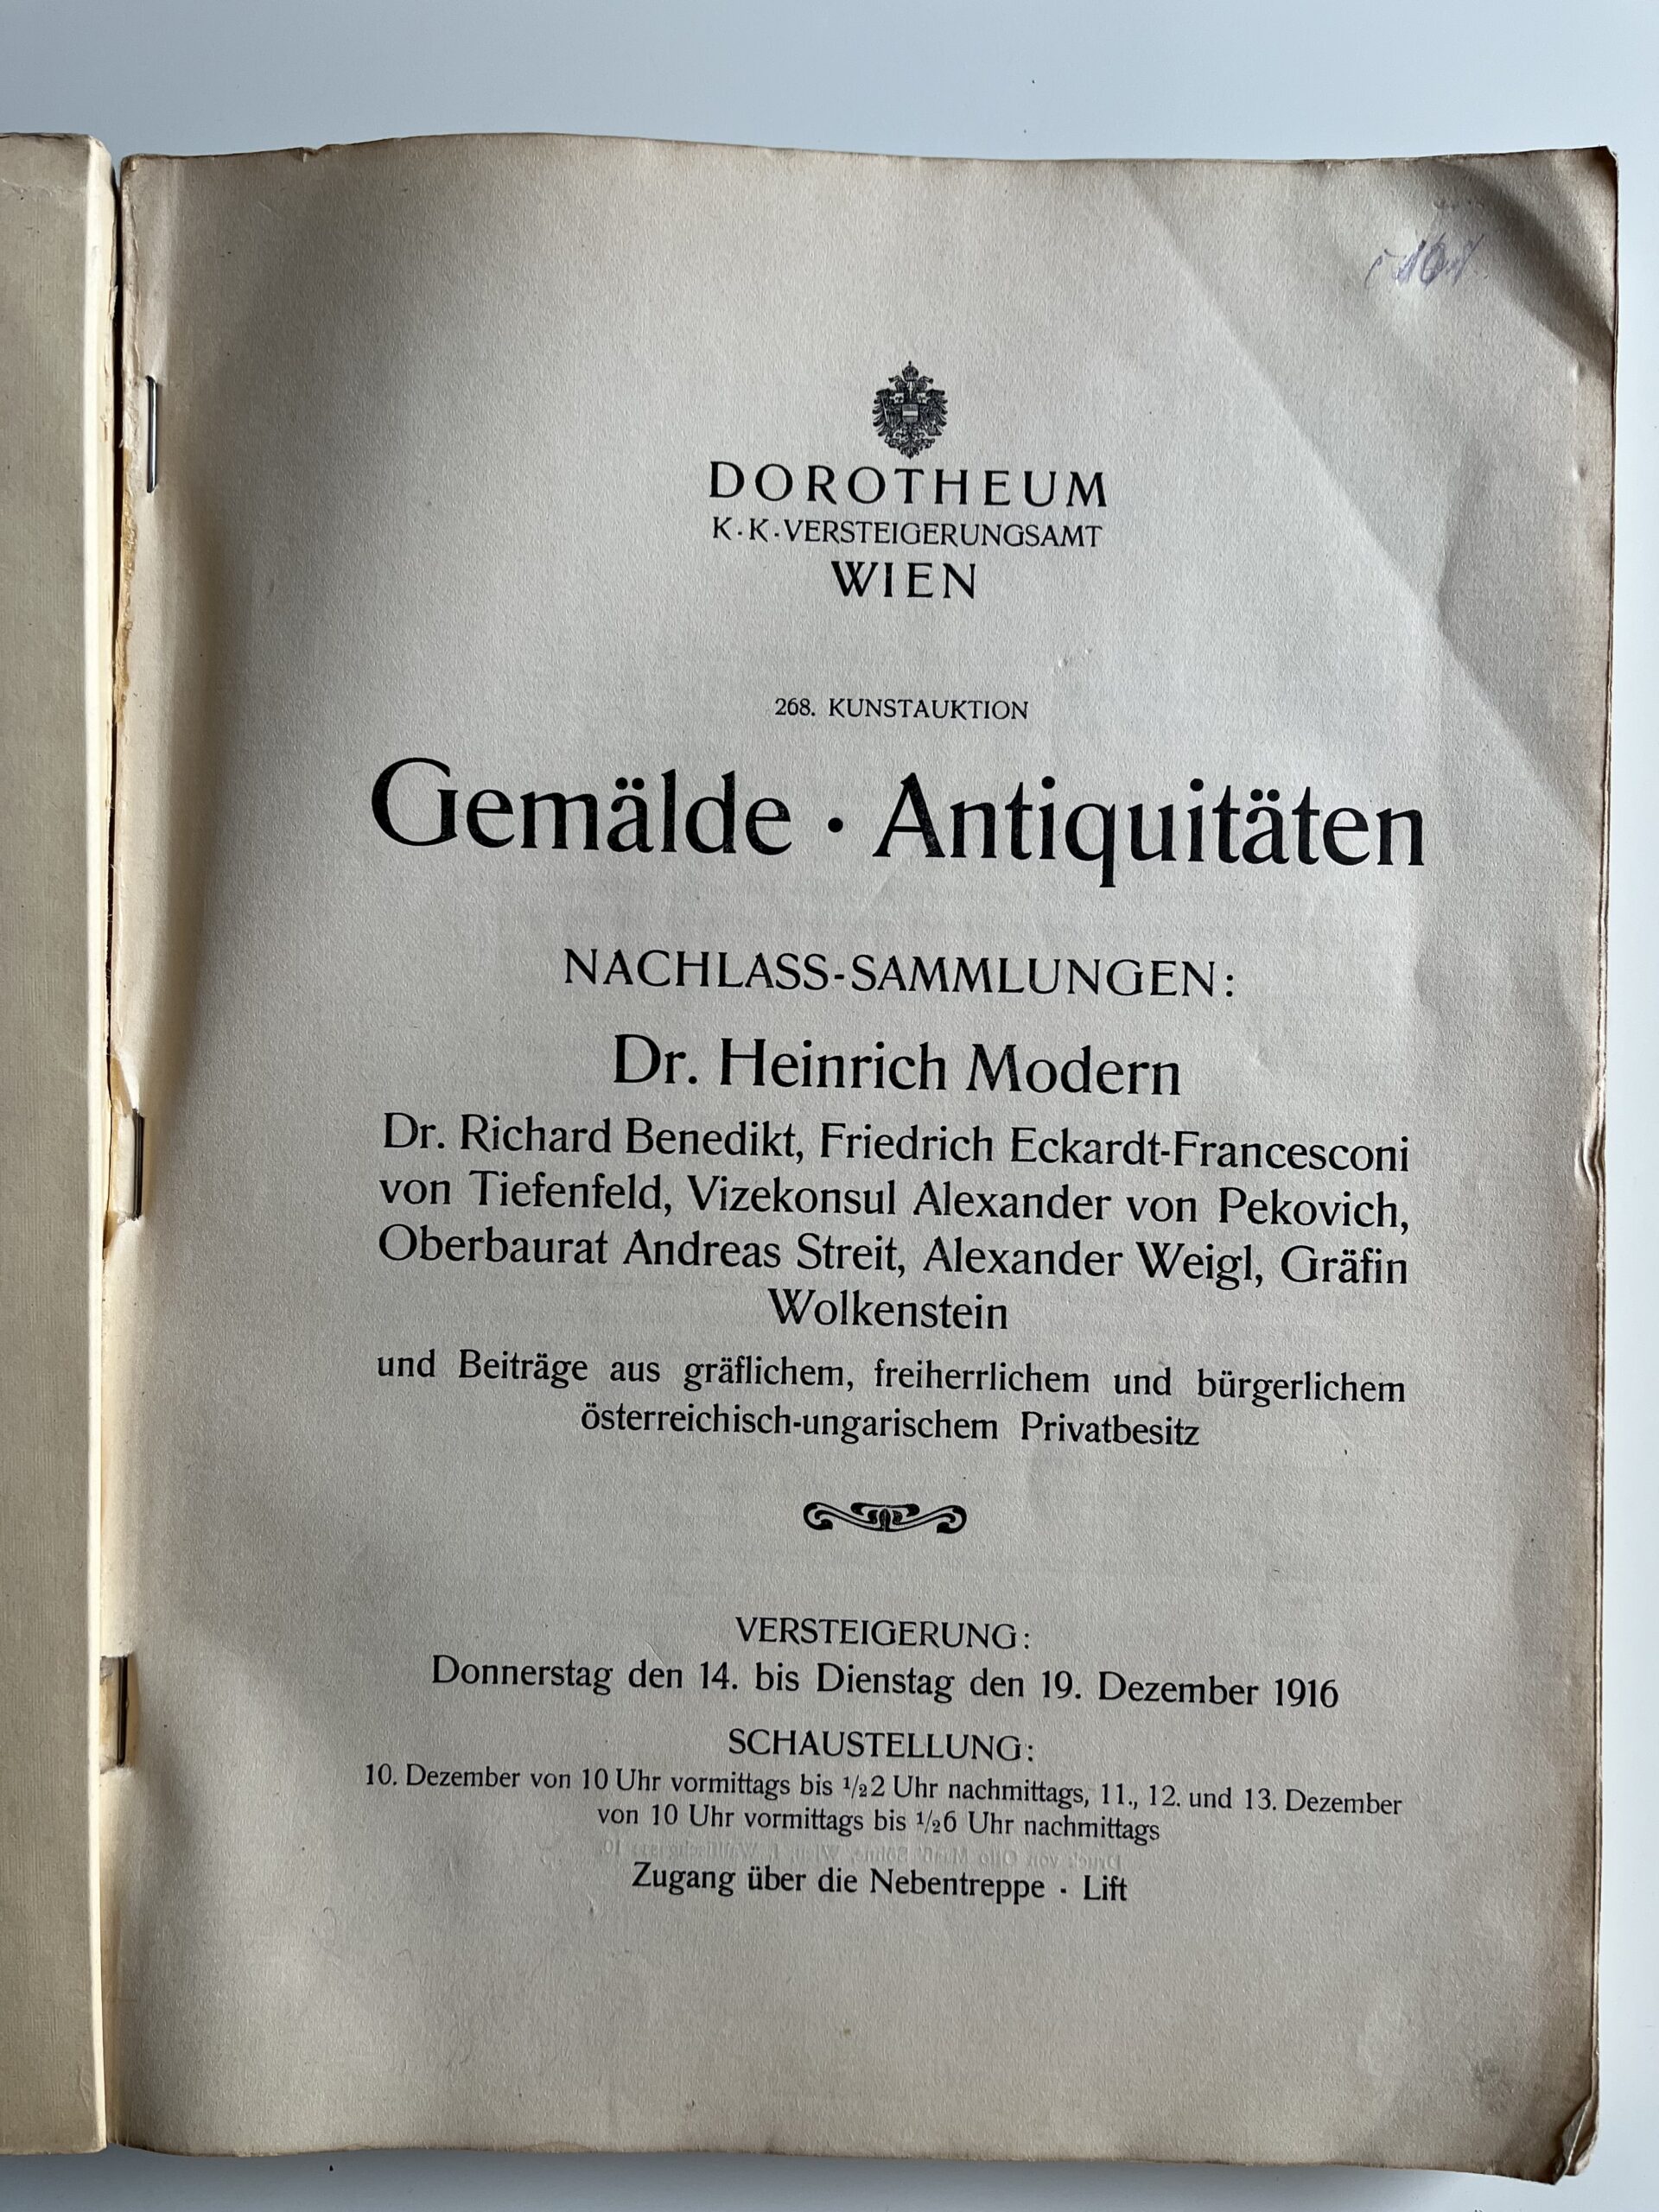 DOROTHEUM
K.K.VERSTEIGERUNGSAMT
WIEN
268. KUNSTAUKTION
Gemälde · Antiquitäten
NACHLASS-SAMMLUNGEN:
Dr. Heinrich Modern
Dr. Richard Benedikt, Friedrich Eckardt-Francesconi
von Tiefenfeld, Vizekonsul Alexander von Pekovich,
Oberbaurat Andreas Streit, Alexander Weigl, Gräfin
Wolkenstein
und Beiträge aus gräflichem, freiherrlichem und bürgerlichem
österreichisch-ungarischem Privatbesitz
VERSTEIGERUNG:
Donnerstag den 14. bis Dienstag den 19. Dezember 1916
SCHAUSTELLUNG:
10. Dezember von 10 Uhr vormittags bis 1/2 2 Uhr nachmittags, 11., 12. und 13. Dezember
von 10 Uhr vormittags bis 1/2 6 Uhr nachmittags
Zugang über die Nebentreppe · Lift